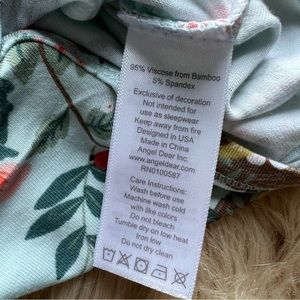 95% Viscose from Bamboo
5% Spandex
Exclusive of decoration
Not intended for
use as sleepwear
Keep away from fire
Designed in USA
Made in China
Angel Dear Inc.
www.angeldear.com
RN0100567
Care Instructions:
Wash before use
Machine wash cold
with like colors
Do not bleach
Tumble dry on low heat
Iron low
Do not dry clean